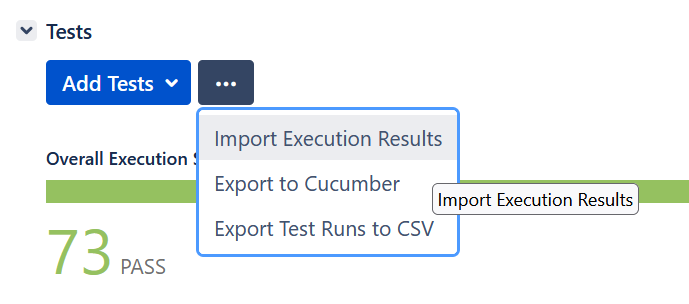 Tests
Add Tests
...
Import Execution Results
Overall Execution S
Export to Cucumber
Import Execution Results
Export Test Runs to CSV
73 PASS